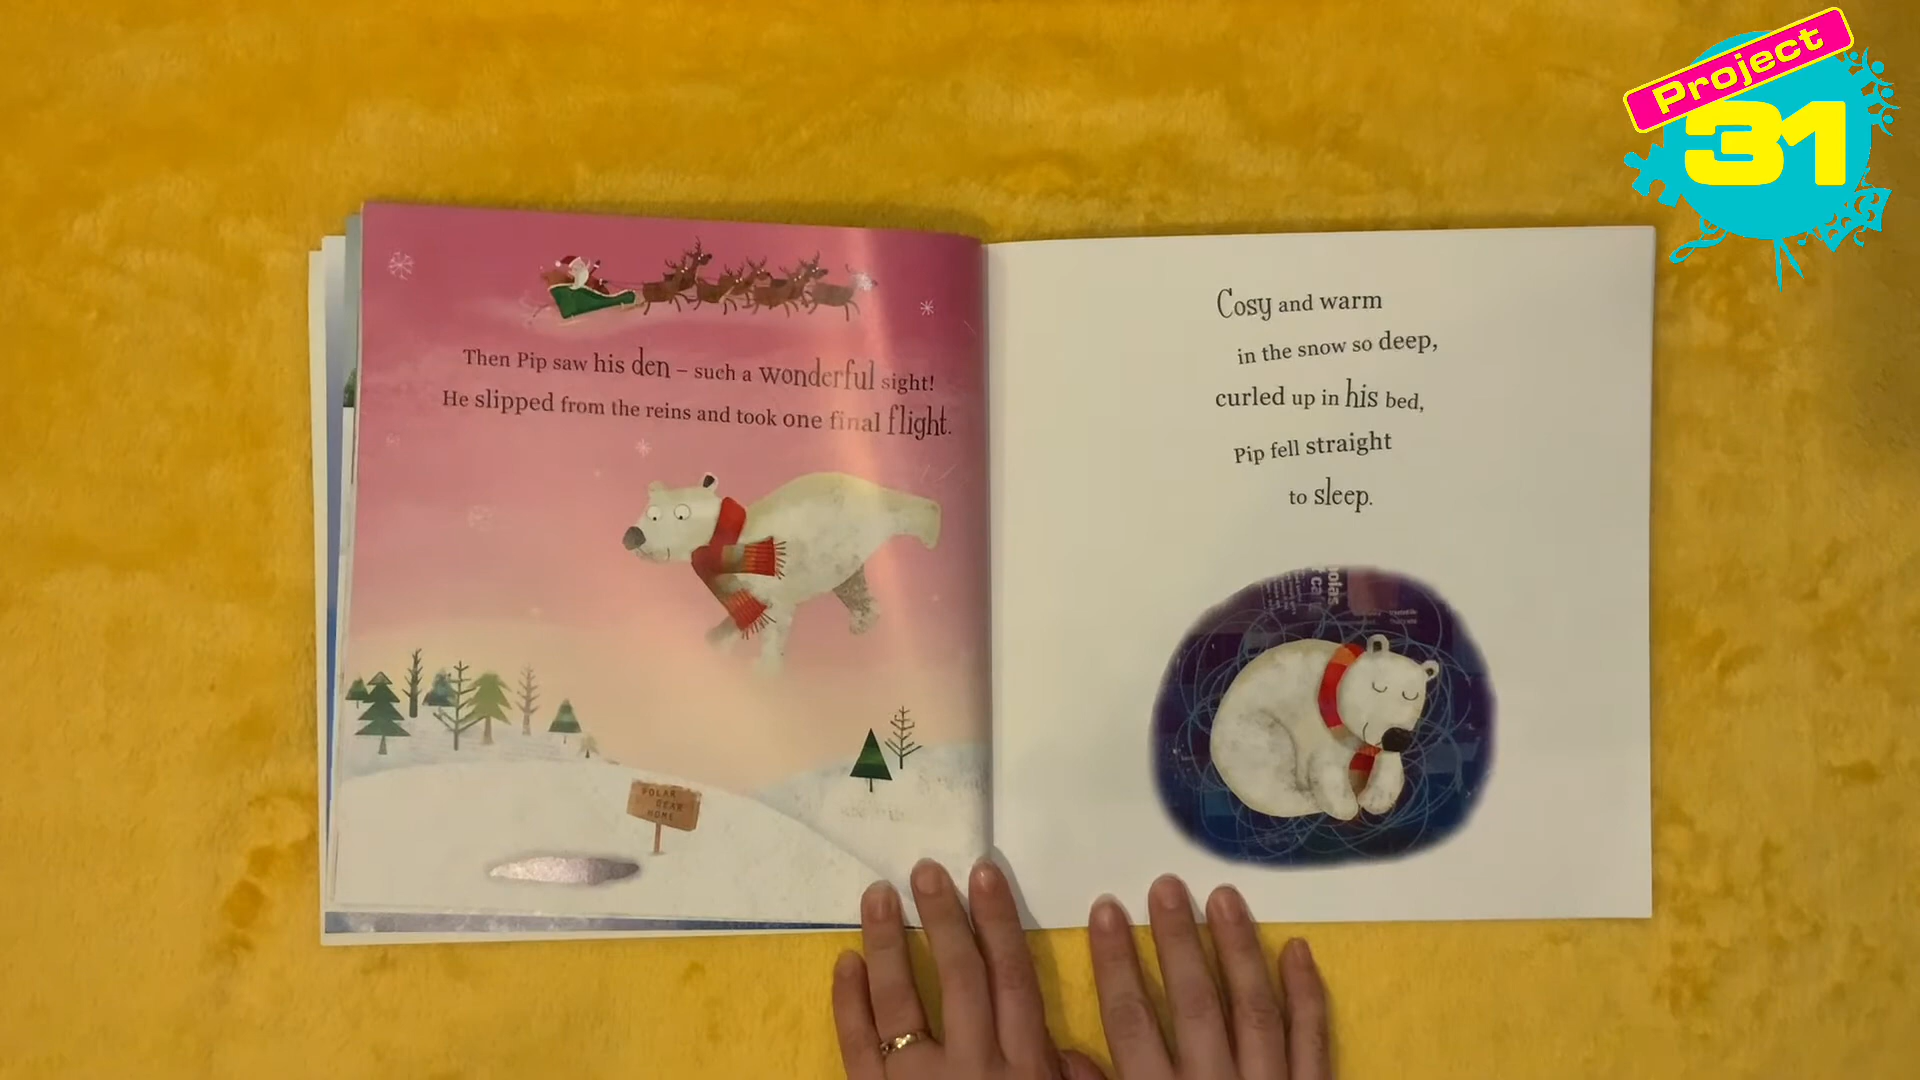 Project
31
Then Pip saw his den – such a wonderful sight!
He slipped from the reins and took one final flight.
POLAR
BEAR
HOME
Cosy and warm
in the snow so deep,
curled up in his bed,
Pip fell straight
to sleep.